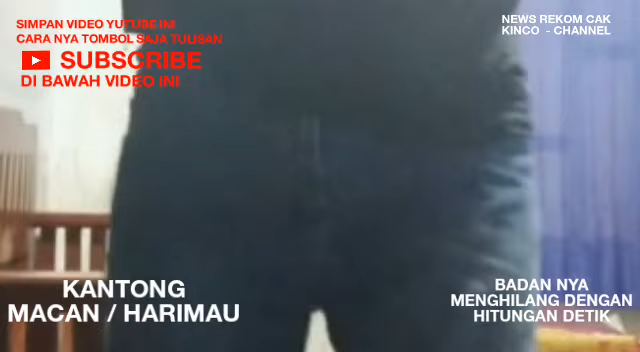 SIMPAN VIDEO YUTUBE INI
CARA NYA TOMBOL SAJA TULISAN
SUBSCRIBE
DI BAWAH VIDEO INI
NEWS REKOM CAK
KINCO - CHANNEL
KANTONG
MACAN / HARIMAU
BADAN NYA
MENGHILANG DENGAN
HITUNGAN DETIK